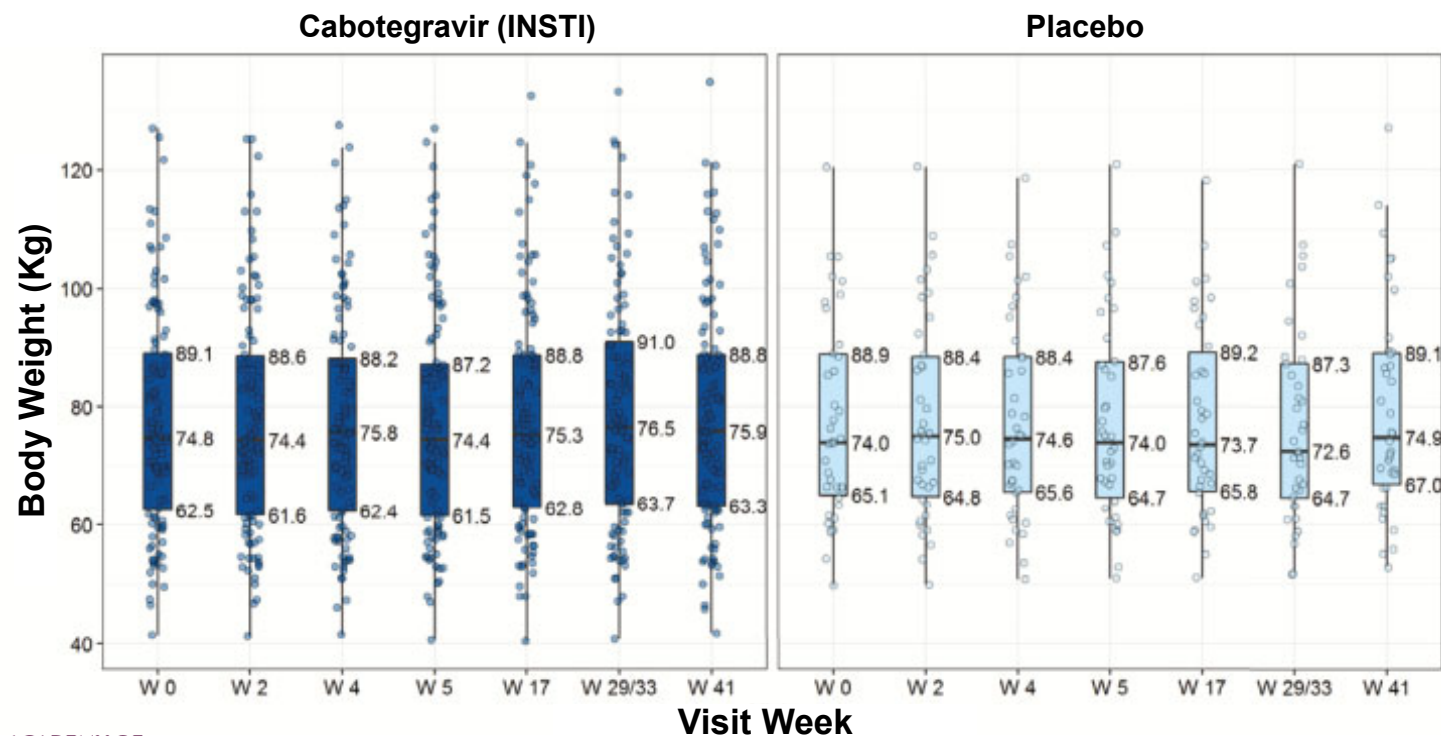 Cabotegravir (INSTI)
Placebo
Body Weight (Kg)
120
100
80
60
40
89.1 88.6 88.2 87.2 88.8 91.0 88.8
74.8 74.4 75.8 74.4 75.3 76.5 75.9
62.5 61.6 62.4 61.5 62.8 63.7 63.3
88.9 88.4 88.4 87.6 89.2 87.3 89.1
74.0 75.0 74.6 74.0 73.7 72.6 74.9
65.1 64.8 65.6 64.7 65.8 64.7 67.0
W 0 W 2 W 4 W 5 W 17 W 29/33 W 41
W 0 W 2 W 4 W 5 W 17 W 29/33 W 41
Visit Week